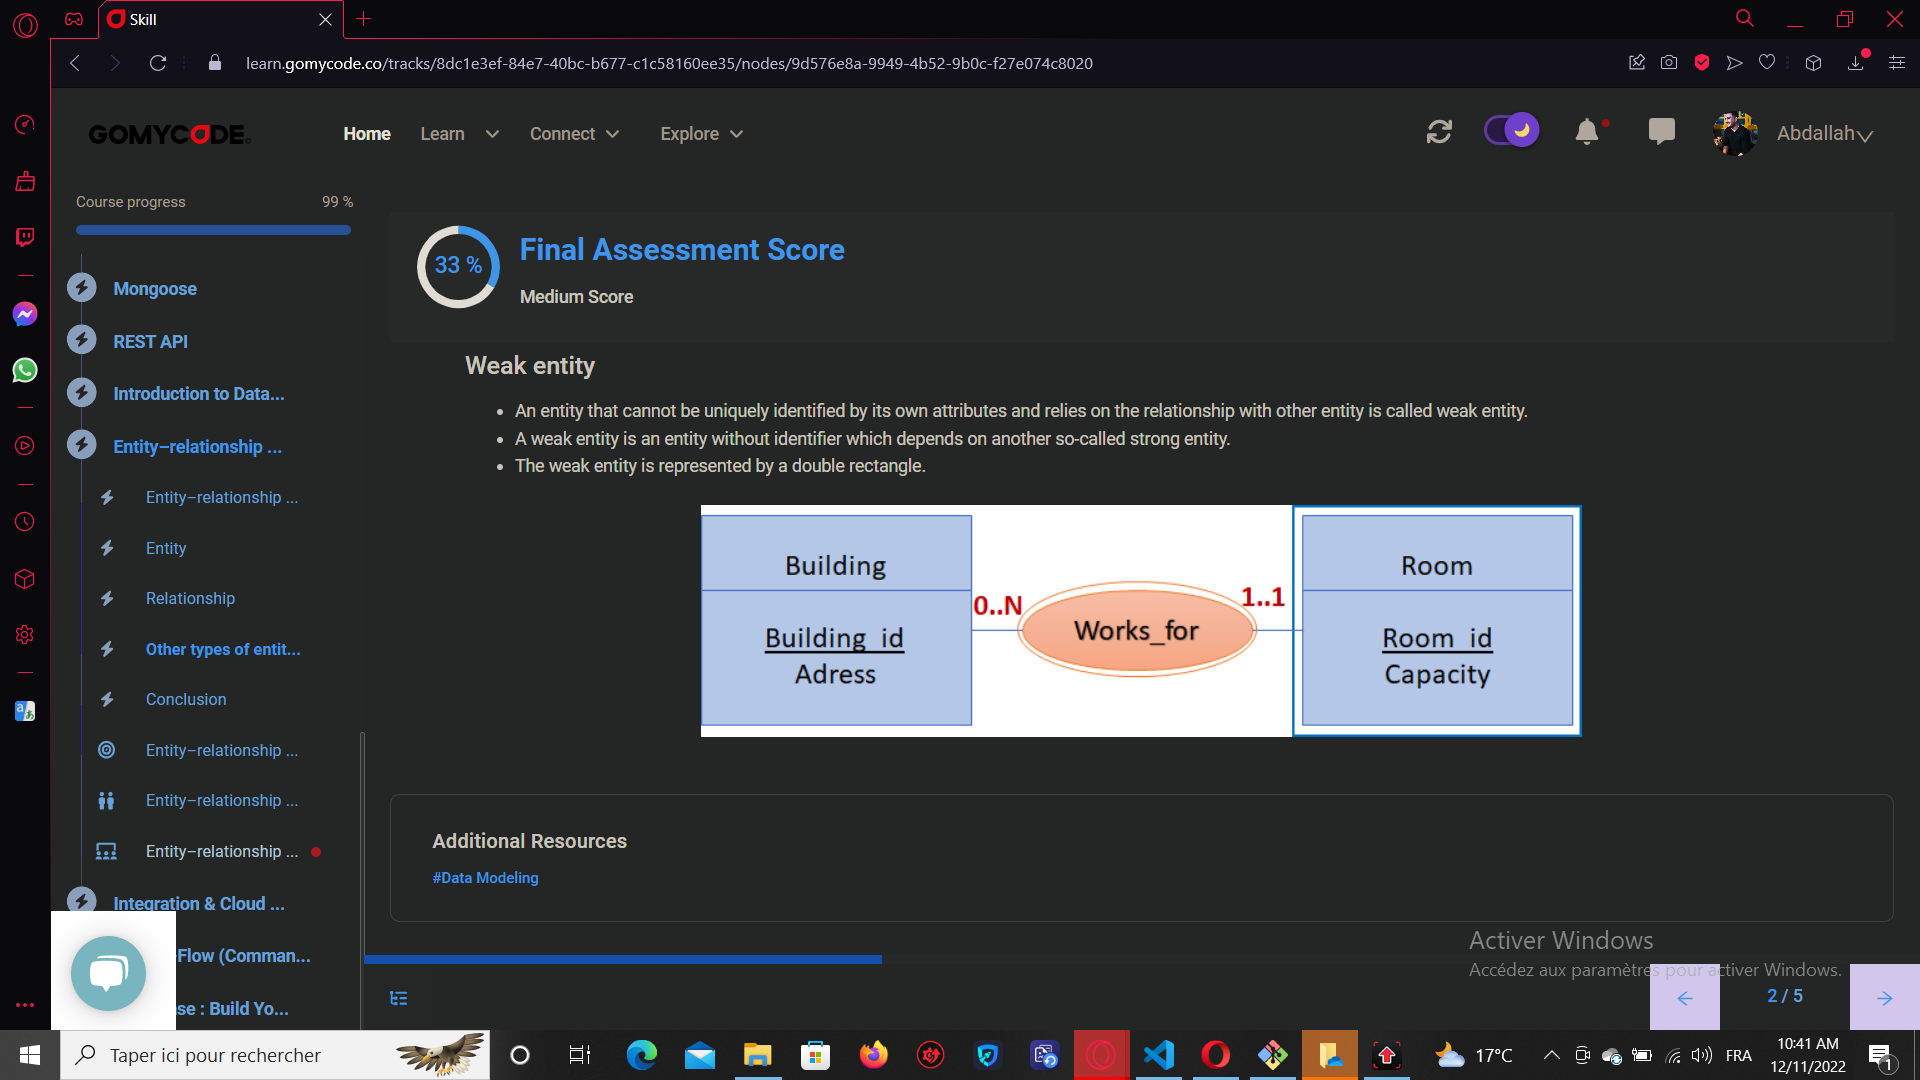 Skill
learn.gomycode.co/tracks/8dc1e3ef-84e7-40bc-b677-c1c58160ee35/nodes/9d576e8a-9949-4b52-9b0c-f27e074c8020
GOMYCODE
Home
Learn
Connect
Explore
Abdallah
Course progress
99 %
Mongoose
REST API
Introduction to Data...
Entity–relationship ...
Entity–relationship ...
Entity
Relationship
Other types of entit...
Conclusion
Entity–relationship ...
Entity–relationship ...
Entity–relationship ...
Integration & Cloud ...
Flow (Comman...
se : Build Yo...
33 %
Final Assessment Score
Medium Score
Weak entity
An entity that cannot be uniquely identified by its own attributes and relies on the relationship with other entity is called weak entity.
A weak entity is an entity without identifier which depends on another so-called strong entity.
The weak entity is represented by a double rectangle.
Building
Building_id
Adress
0..N
Works_for
1..1
Room
Room_id
Capacity
Additional Resources
#Data Modeling
Activer Windows
Accédez aux paramètres pour activer Windows.
2 / 5
Taper ici pour rechercher
17°C
FRA
10:41 AM
12/11/2022
1